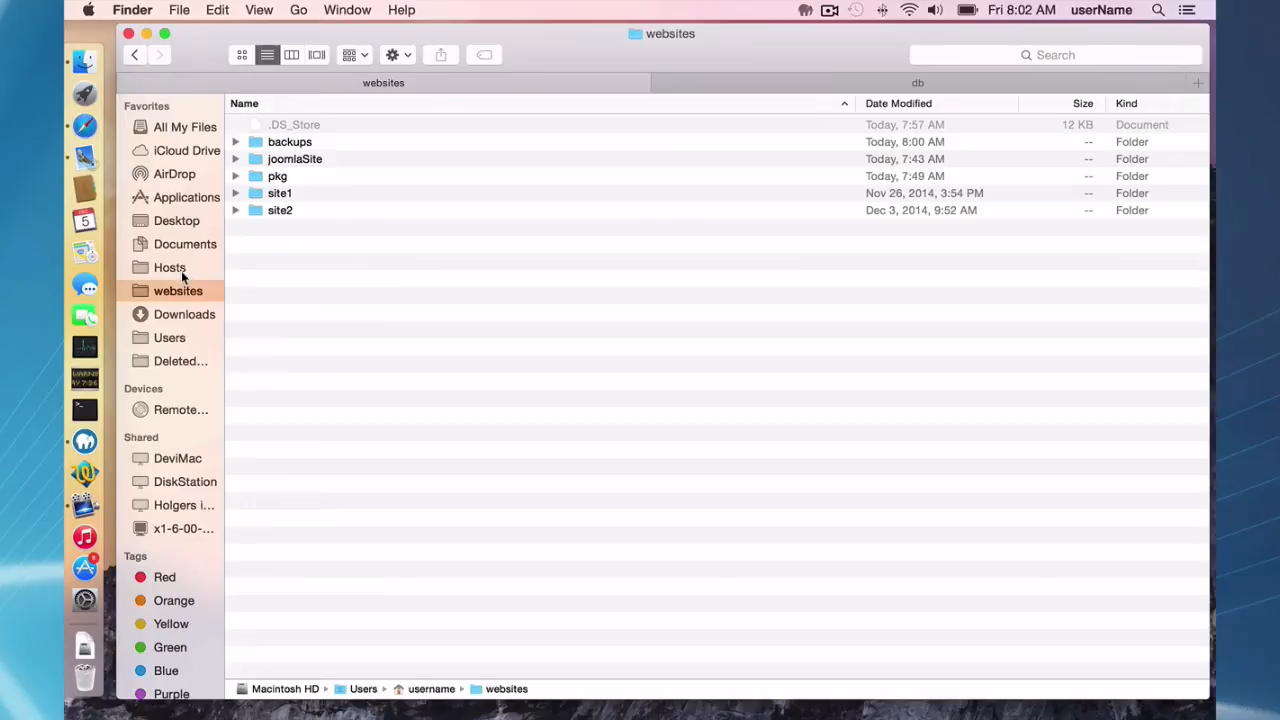 Finder File Edit View Go Window Help Fri 8:02 AM userName
websites
Search
websites db
Favorites
All My Files
iCloud Drive
AirDrop
Applications
Desktop
Documents
Hosts
websites
Downloads
Users
Deleted...
Devices
Remote...
Shared
DeviMac
DiskStation
Holgers i...
x1-6-00-...
Tags
Red
Orange
Yellow
Green
Blue
Purple
Name Date Modified Size Kind
.DS_Store Today, 7:57 AM 12 KB Document
backups Today, 8:00 AM -- Folder
joomlaSite Today, 7:43 AM -- Folder
pkg Today, 7:49 AM -- Folder
site1 Nov 26, 2014, 3:54 PM -- Folder
site2 Dec 3, 2014, 9:52 AM -- Folder
Macintosh HD Users username websites
5